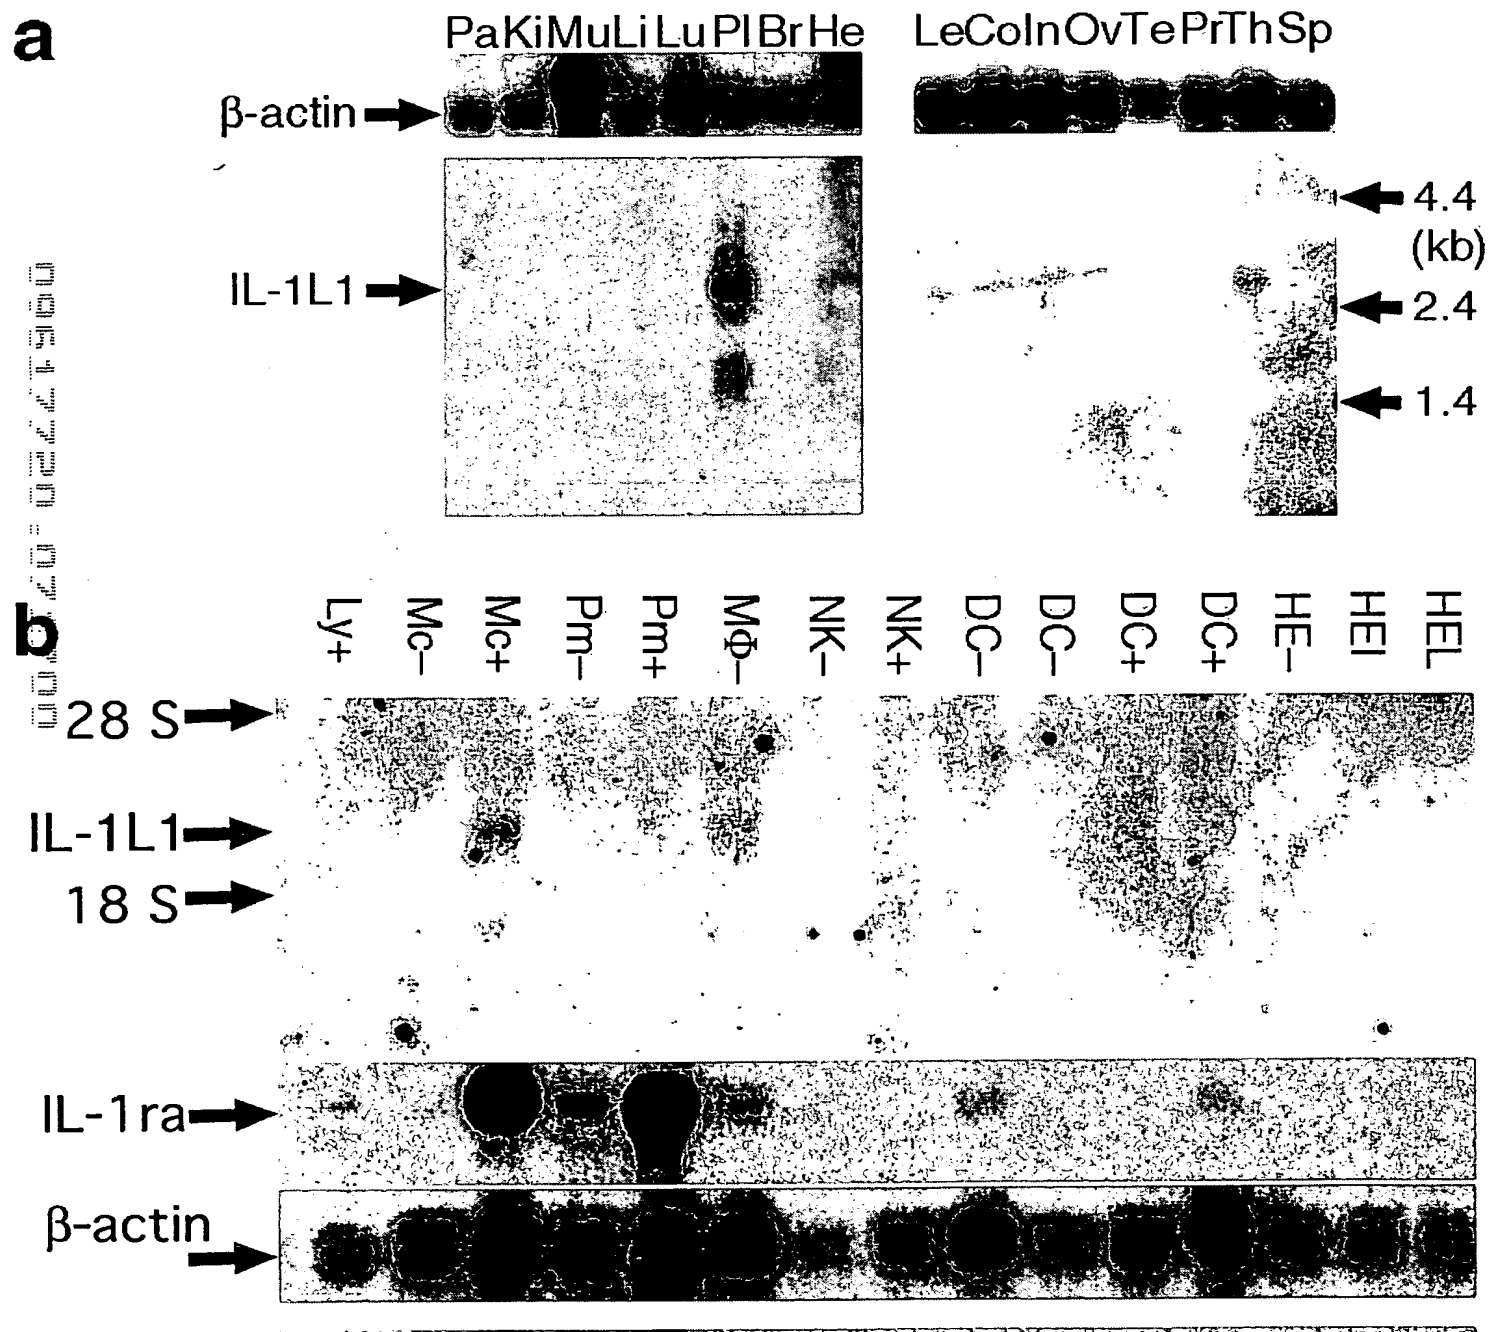 a
PaKiMuLiLuPlBrHe
LeCoInOvTePrThSp
β-actin
4.4
(kb)
IL-1L1
2.4
1.4
b
Ly+ Mc– Mc+ Pm– Pm+ MΦ– NK– NK+ DC– DC– DC+ DC+ HE– HEI HEL
28 S
IL-1L1
18 S
IL-1ra
β-actin